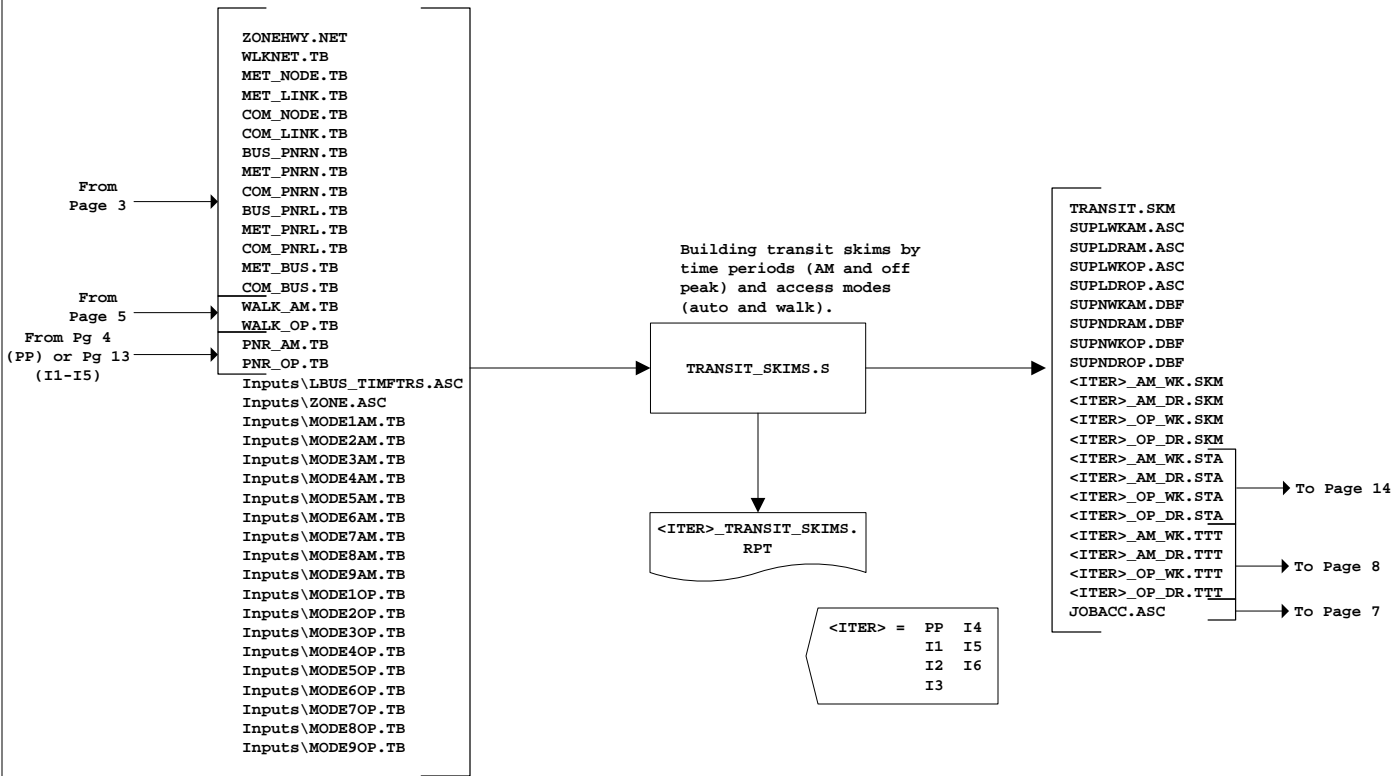 ZONEHWY.NET
WLKNET.TB
MET_NODE.TB
MET_LINK.TB
COM_NODE.TB
COM_LINK.TB
BUS_PNRN.TB
MET_PNRN.TB
COM_PNRN.TB
BUS_PNRL.TB
MET_PNRL.TB
COM_PNRL.TB
MET_BUS.TB
COM_BUS.TB
WALK_AM.TB
WALK_OP.TB
PNR_AM.TB
PNR_OP.TB
Inputs\LBUS_TIMFTRS.ASC
Inputs\ZONE.ASC
Inputs\MODE1AM.TB
Inputs\MODE2AM.TB
Inputs\MODE3AM.TB
Inputs\MODE4AM.TB
Inputs\MODE5AM.TB
Inputs\MODE6AM.TB
Inputs\MODE7AM.TB
Inputs\MODE8AM.TB
Inputs\MODE9AM.TB
Inputs\MODE1OP.TB
Inputs\MODE2OP.TB
Inputs\MODE3OP.TB
Inputs\MODE4OP.TB
Inputs\MODE5OP.TB
Inputs\MODE6OP.TB
Inputs\MODE7OP.TB
Inputs\MODE8OP.TB
Inputs\MODE9OP.TB
From
Page 3
From
Page 5
From Pg 4
(PP) or Pg 13
(I1-I5)
Building transit skims by
time periods (AM and off
peak) and access modes
(auto and walk).
TRANSIT_SKIMS.S
<ITER>_TRANSIT_SKIMS.
RPT
<ITER> = PP I4
I1 I5
I2 I6
I3
TRANSIT.SKM
SUPLWKAM.ASC
SUPLDRAM.ASC
SUPLWKOP.ASC
SUPLDROP.ASC
SUPNWKAM.DBF
SUPNDRAM.DBF
SUPNWKOP.DBF
SUPNDROP.DBF
<ITER>_AM_WK.SKM
<ITER>_AM_DR.SKM
<ITER>_OP_WK.SKM
<ITER>_OP_DR.SKM
<ITER>_AM_WK.STA
<ITER>_AM_DR.STA
<ITER>_OP_WK.STA
<ITER>_OP_DR.STA
<ITER>_AM_WK.TTT
<ITER>_AM_DR.TTT
<ITER>_OP_WK.TTT
<ITER>_OP_DR.TTT
JOBACC.ASC
To Page 14
To Page 8
To Page 7